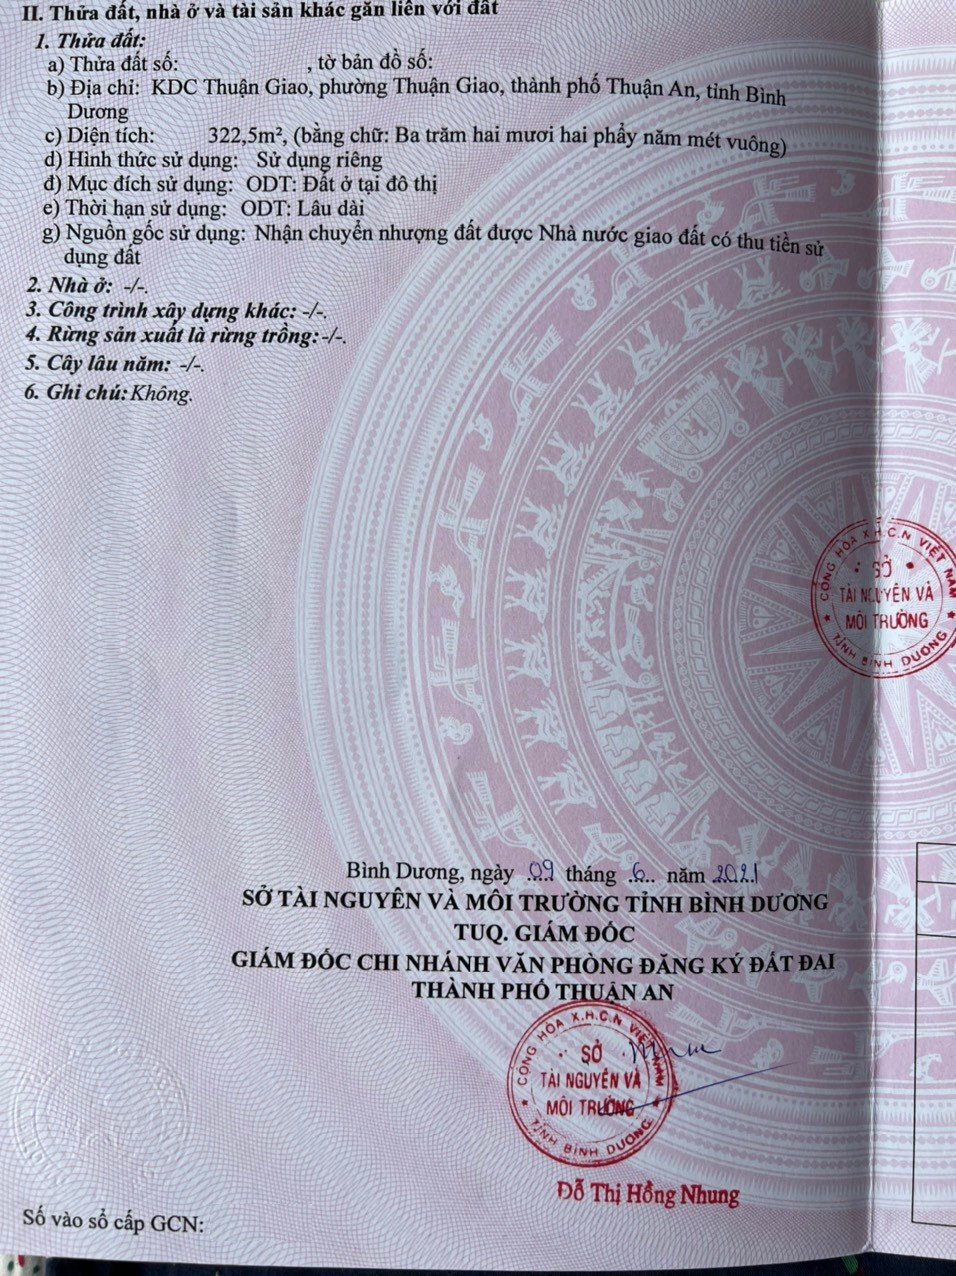 II. Thửa đất, nhà ở và tài sản khác gắn liền với đất
1. Thửa đất:
a) Thửa đất số: , tờ bản đồ số:
b) Địa chỉ: KDC Thuận Giao, phường Thuận Giao, thành phố Thuận An, tỉnh Bình
Dương
c) Diện tích: 322,5m², (bằng chữ: Ba trăm hai mươi hai phẩy năm mét vuông)
d) Hình thức sử dụng: Sử dụng riêng
đ) Mục đích sử dụng: ODT: Đất ở tại đô thị
e) Thời hạn sử dụng: ODT: Lâu dài
g) Nguồn gốc sử dụng: Nhận chuyển nhượng đất được Nhà nước giao đất có thu tiền sử
dụng đất
2. Nhà ở: -/-.
3. Công trình xây dựng khác: -/-.
4. Rừng sản xuất là rừng trồng: -/-.
5. Cây lâu năm: -/-.
6. Ghi chú: Không.
CỘNG HÒA X.H.C.N VIỆT NAM
SỞ
TÀI NGUYÊN VÀ
MÔI TRƯỜNG
TỈNH BÌNH DƯƠNG
Bình Dương, ngày 09 tháng 6 năm 2021
SỞ TÀI NGUYÊN VÀ MÔI TRƯỜNG TỈNH BÌNH DƯƠNG
TUQ. GIÁM ĐỐC
GIÁM ĐỐC CHI NHÁNH VĂN PHÒNG ĐĂNG KÝ ĐẤT ĐAI
THÀNH PHỐ THUẬN AN
CỘNG HÒA X.H.C.N VIỆT NAM
SỞ
TÀI NGUYÊN VÀ
MÔI TRƯỜNG
TỈNH BÌNH DƯƠNG
Đỗ Thị Hồng Nhung
Số vào sổ cấp GCN: